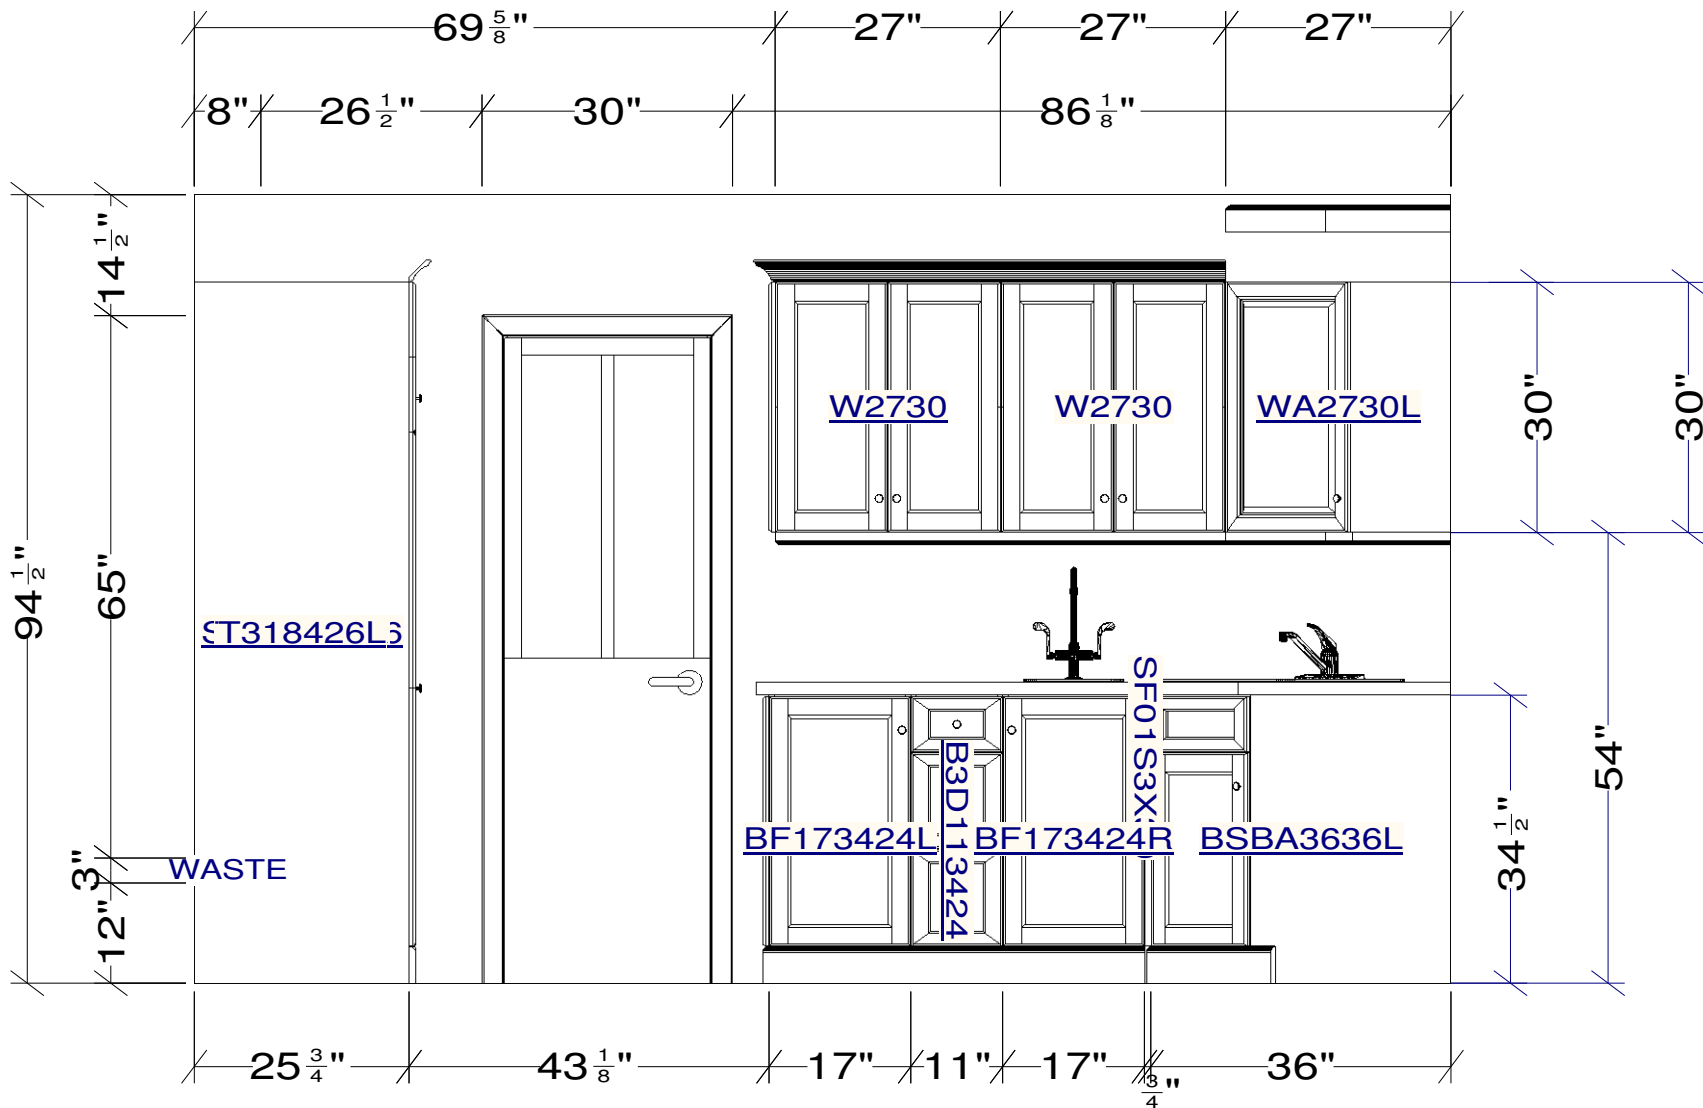 69 5/8" 27" 27" 27"
8" 26 1/2" 30" 86 1/8"
14 1/2"
94 1/2"
65"
3"
12"
W2730 W2730 WA2730L
30" 30"
ST318426L
WASTE
SF01S3X
B3D113424
BF173424L BF173424R BSBA3636L
54"
34 1/2"
25 3/4" 43 1/8" 17" 11" 17" 3/4" 36"